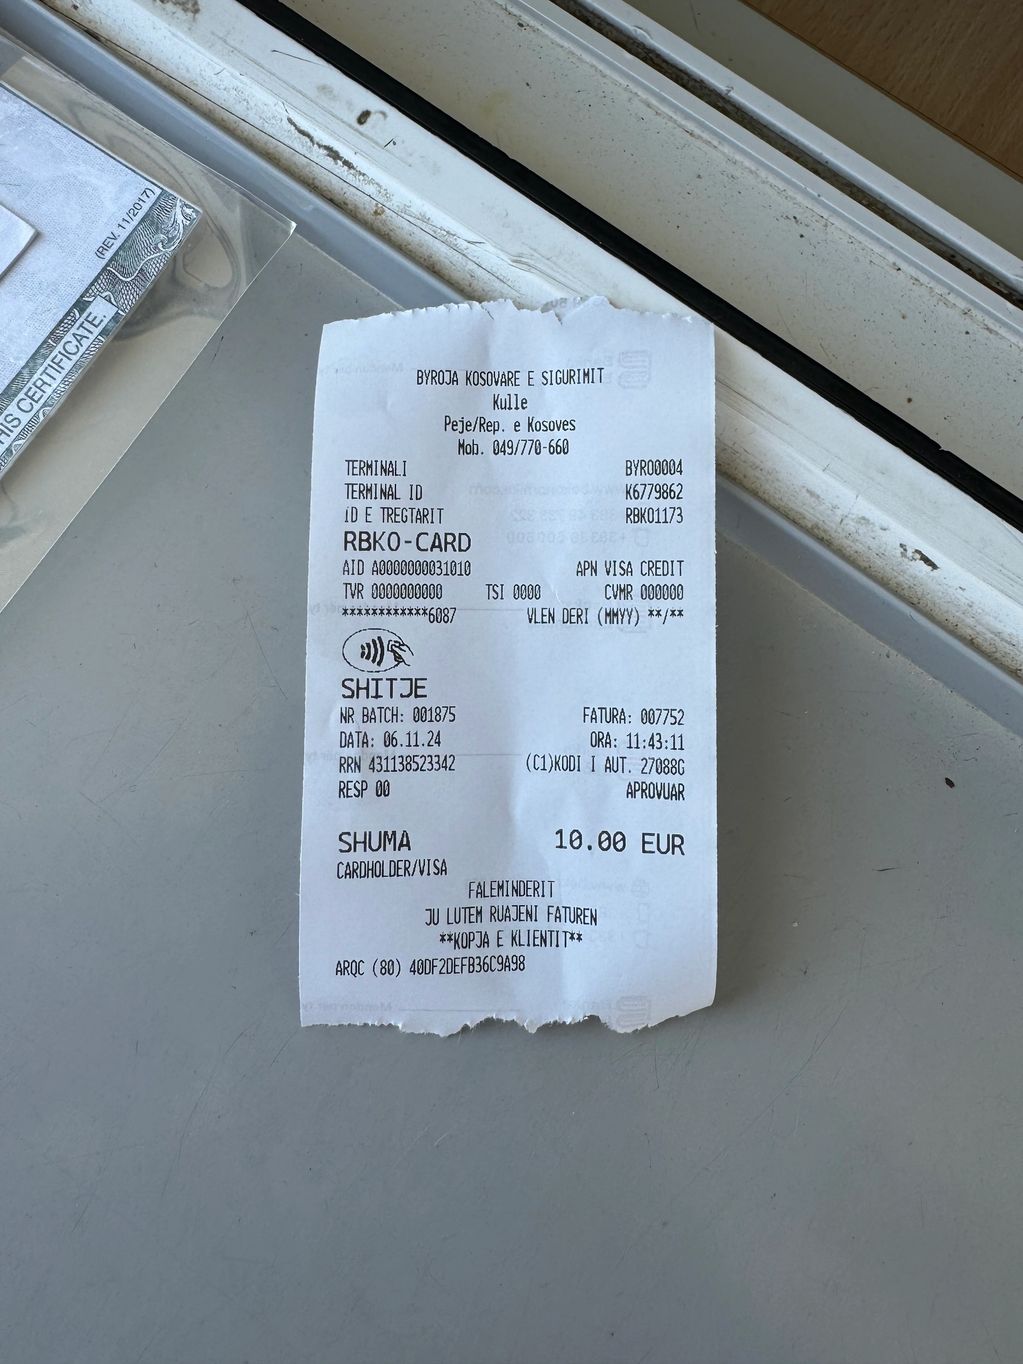 (REV. 11/2017)
THIS CERTIFICATE.
BYROJA KOSOVARE E SIGURIMIT
Kulle
Peje/Rep. e Kosoves
Mob. 049/770-660
TERMINALI BYRO0004
TERMINAL ID K6779862
ID E TREGTARIT RBKO1173
RBKO-CARD
AID A0000000031010 APN VISA CREDIT
TVR 0000000000 TSI 0000 CVMR 000000
************6087 VLEN DERI (MMYY) **/**
SHITJE
NR BATCH: 001875 FATURA: 007752
DATA: 06.11.24 ORA: 11:43:11
RRN 431138523342 (C1)KODI I AUT. 27088G
RESP 00 APROVUAR
SHUMA 10.00 EUR
CARDHOLDER/VISA
FALEMINDERIT
JU LUTEM RUAJENI FATUREN
**KOPJA E KLIENTIT**
ARQC (80) 40DF2DEFB36C9A98